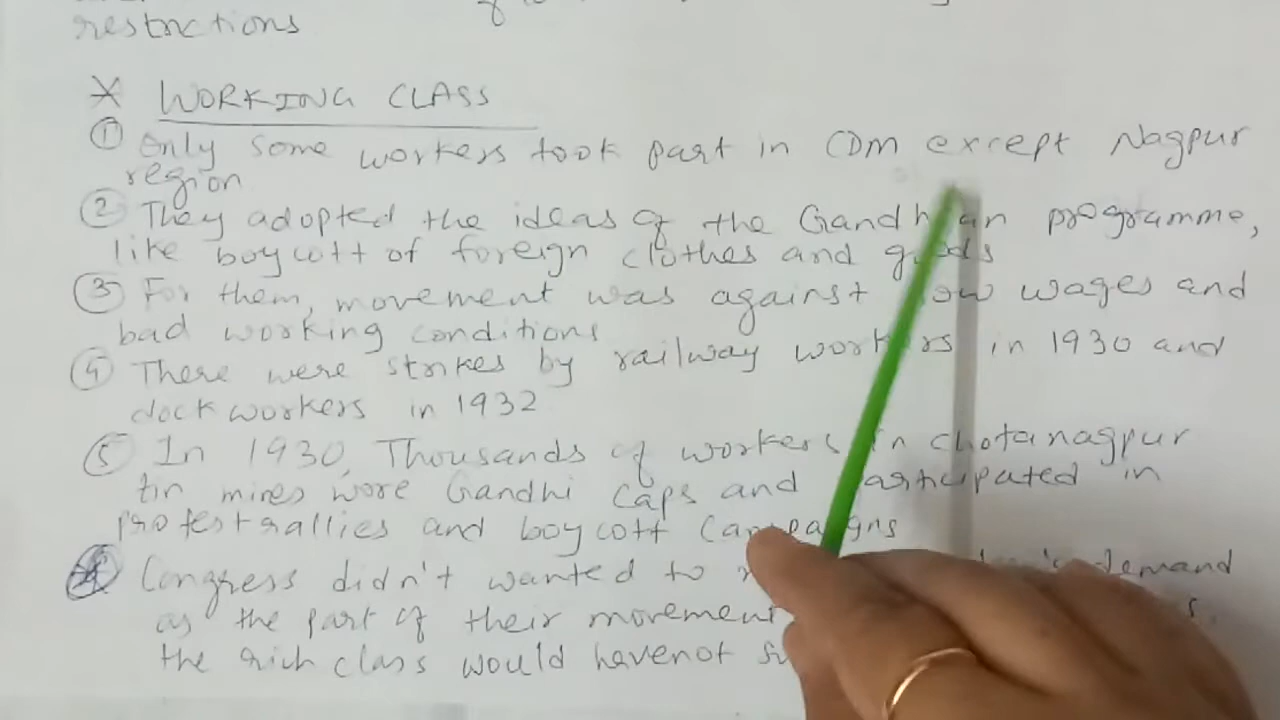 restrictions
* WORKING CLASS
① Only some workers took part in CDM except Nagpur
region
② They adopted the ideas of the Gandhian programme,
like boycott of foreign clothes and goods
③ For them, movement was against low wages and
bad working conditions
④ There were strikes by railway workers in 1930 and
dock workers in 1932
⑤ In 1930, Thousands of workers in chotanagpur
tin mines wore Gandhi caps and participated in
protest rallies and boycott campaigns
* Congress didn't wanted to demand
as the part of their movement
the rich class would havenot